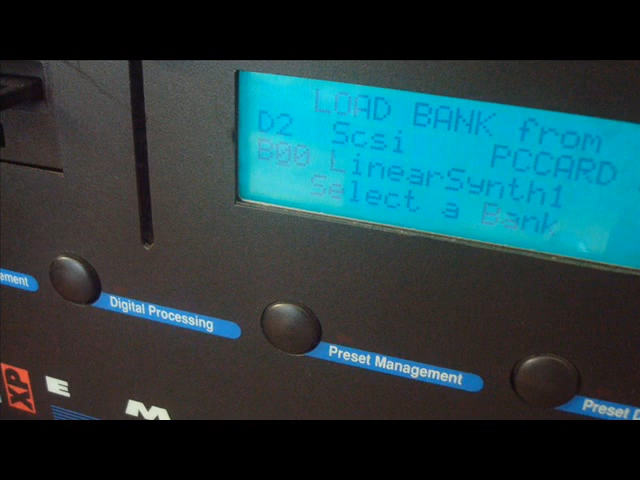 LOAD BANK from
D2 Scsi PCCARD
B00 LinearSynth1
Select a Bank
ement
Digital Processing
Preset Management
Preset D
XP
E M